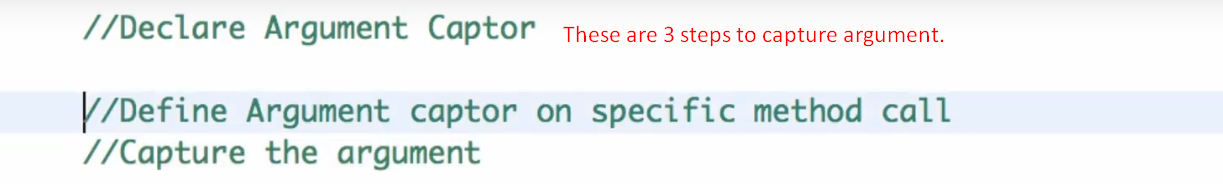 //Declare Argument Captor These are 3 steps to capture argument.
//Define Argument captor on specific method call
//Capture the argument